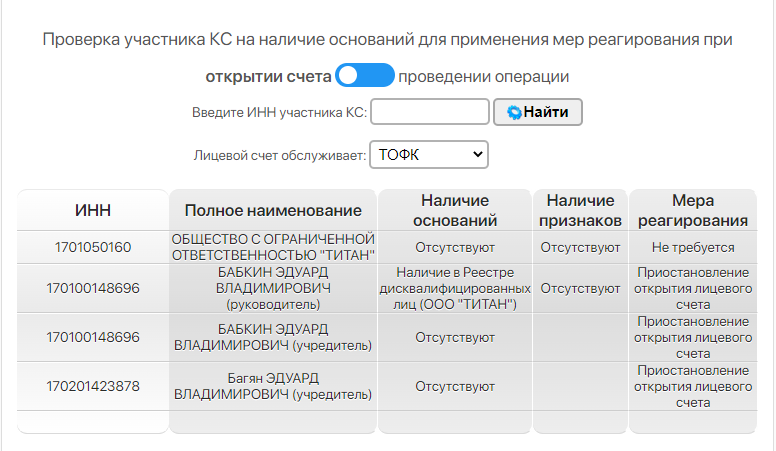 Проверка участника КС на наличие оснований для применения мер реагирования при
открытии счета проведении операции
Введите ИНН участника КС: Найти
Лицевой счет обслуживает: ТОФК
ИНН Полное наименование Наличие оснований Наличие признаков Мера реагирования
1701050160 ОБЩЕСТВО С ОГРАНИЧЕННОЙ ОТВЕТСТВЕННОСТЬЮ "ТИТАН" Отсутствуют Отсутствуют Не требуется
170100148696 БАБКИН ЭДУАРД ВЛАДИМИРОВИЧ (руководитель) Наличие в Реестре дисквалифицированных лиц (ООО "ТИТАН") Отсутствуют Приостановление открытия лицевого счета
170100148696 БАБКИН ЭДУАРД ВЛАДИМИРОВИЧ (учредитель) Отсутствуют Приостановление открытия лицевого счета
170201423878 Багян ЭДУАРД ВЛАДИМИРОВИЧ (учредитель) Отсутствуют Приостановление открытия лицевого счета